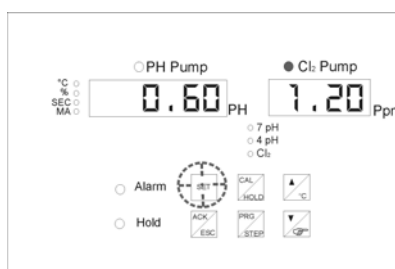 PH Pump
Cl₂ Pump
°C
%
SEC
MA
0.60 PH
1.20 Ppm
7 pH
4 pH
Cl₂
Alarm
SET
CAL HOLD
°C
Hold
ACK ESC
PRG STEP